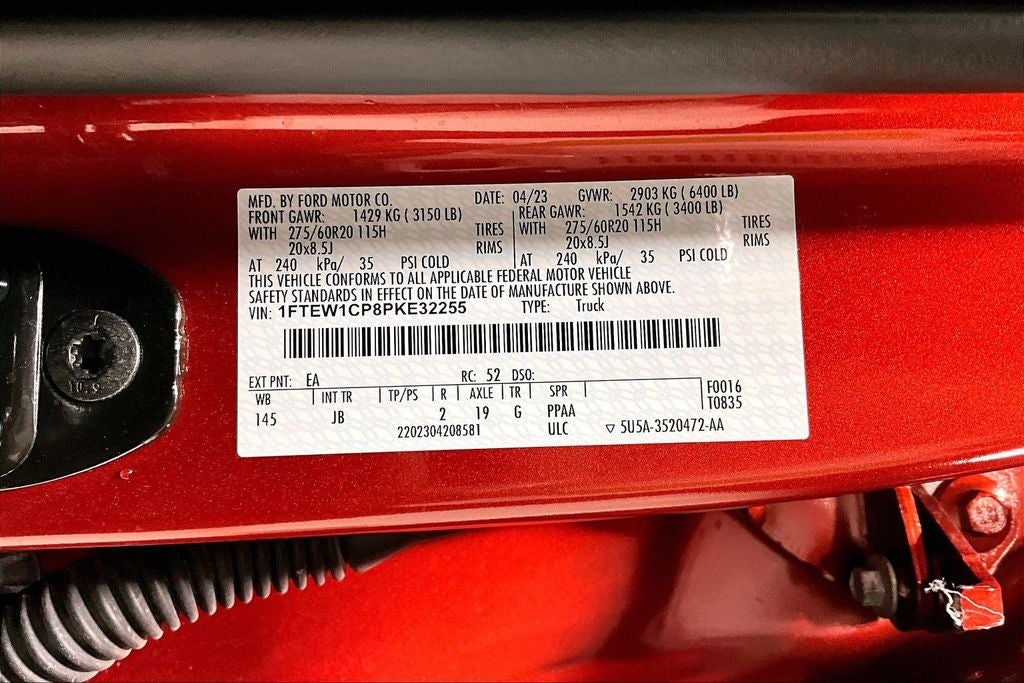 MFD. BY FORD MOTOR CO. DATE: 04/23 GVWR: 2903 KG ( 6400 LB)
FRONT GAWR: 1429 KG ( 3150 LB) REAR GAWR: 1542 KG ( 3400 LB)
WITH 275/60R20 115H TIRES WITH 275/60R20 115H TIRES
20x8.5J RIMS 20x8.5J RIMS
AT 240 kPa/ 35 PSI COLD AT 240 kPa/ 35 PSI COLD
THIS VEHICLE CONFORMS TO ALL APPLICABLE FEDERAL MOTOR VEHICLE
SAFETY STANDARDS IN EFFECT ON THE DATE OF MANUFACTURE SHOWN ABOVE.
VIN: 1FTEW1CP8PKE32255 TYPE: Truck
EXT PNT: EA RC: 52 DSO:
WB INT TR TP/PS R AXLE TR SPR F0016
145 JB 2 19 G PPAA T0835
2202304208581 ULC ▽ 5U5A-3520472-AA
10.9